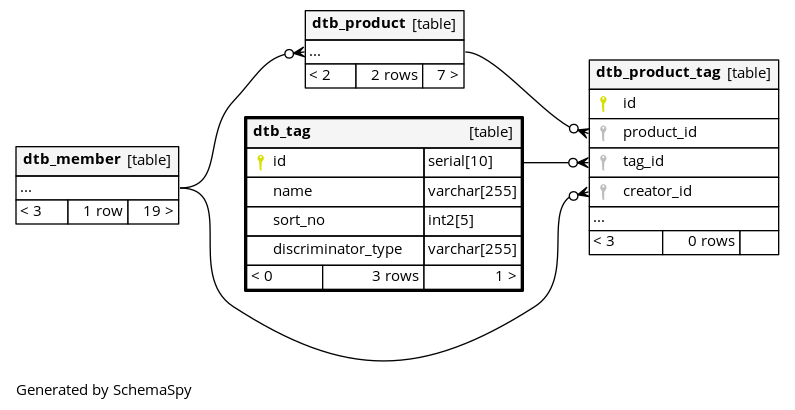 dtb_product [table]
...
< 2 2 rows 7 >
dtb_product_tag [table]
id
product_id
tag_id
creator_id
...
< 3 0 rows
dtb_tag [table]
id serial[10]
name varchar[255]
sort_no int2[5]
discriminator_type varchar[255]
< 0 3 rows 1 >
dtb_member [table]
...
< 3 1 row 19 >
Generated by SchemaSpy